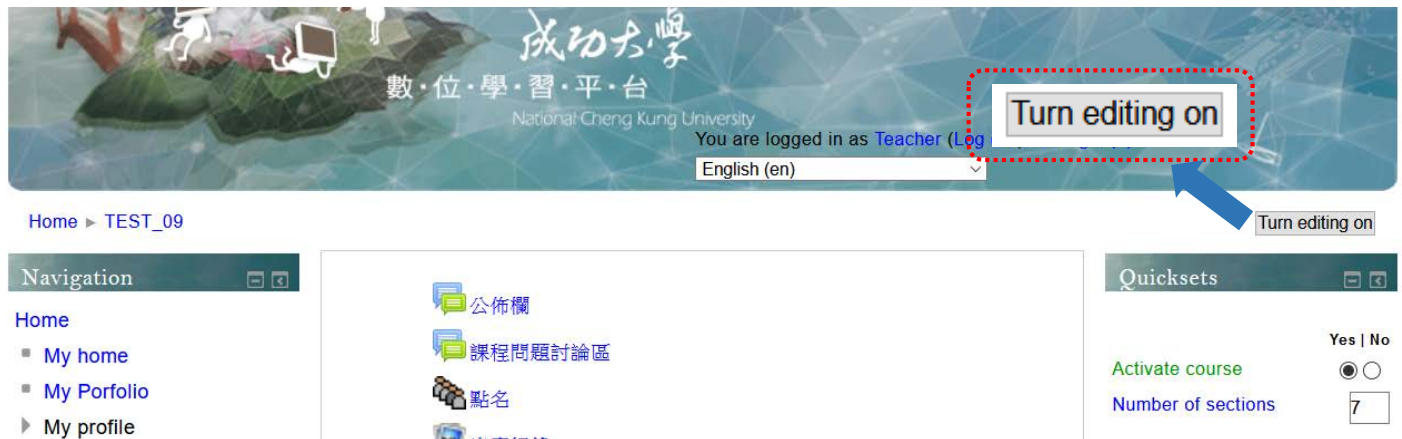 成功大學
數‧位‧學‧習‧平‧台
National Cheng Kung University
Turn editing on
You are logged in as Teacher (Log
English (en)
Home ► TEST_09
Turn editing on
Navigation
Home
My home
My Porfolio
My profile
公佈欄
課程問題討論區
點名
Quicksets
Yes | No
Activate course
Number of sections
7